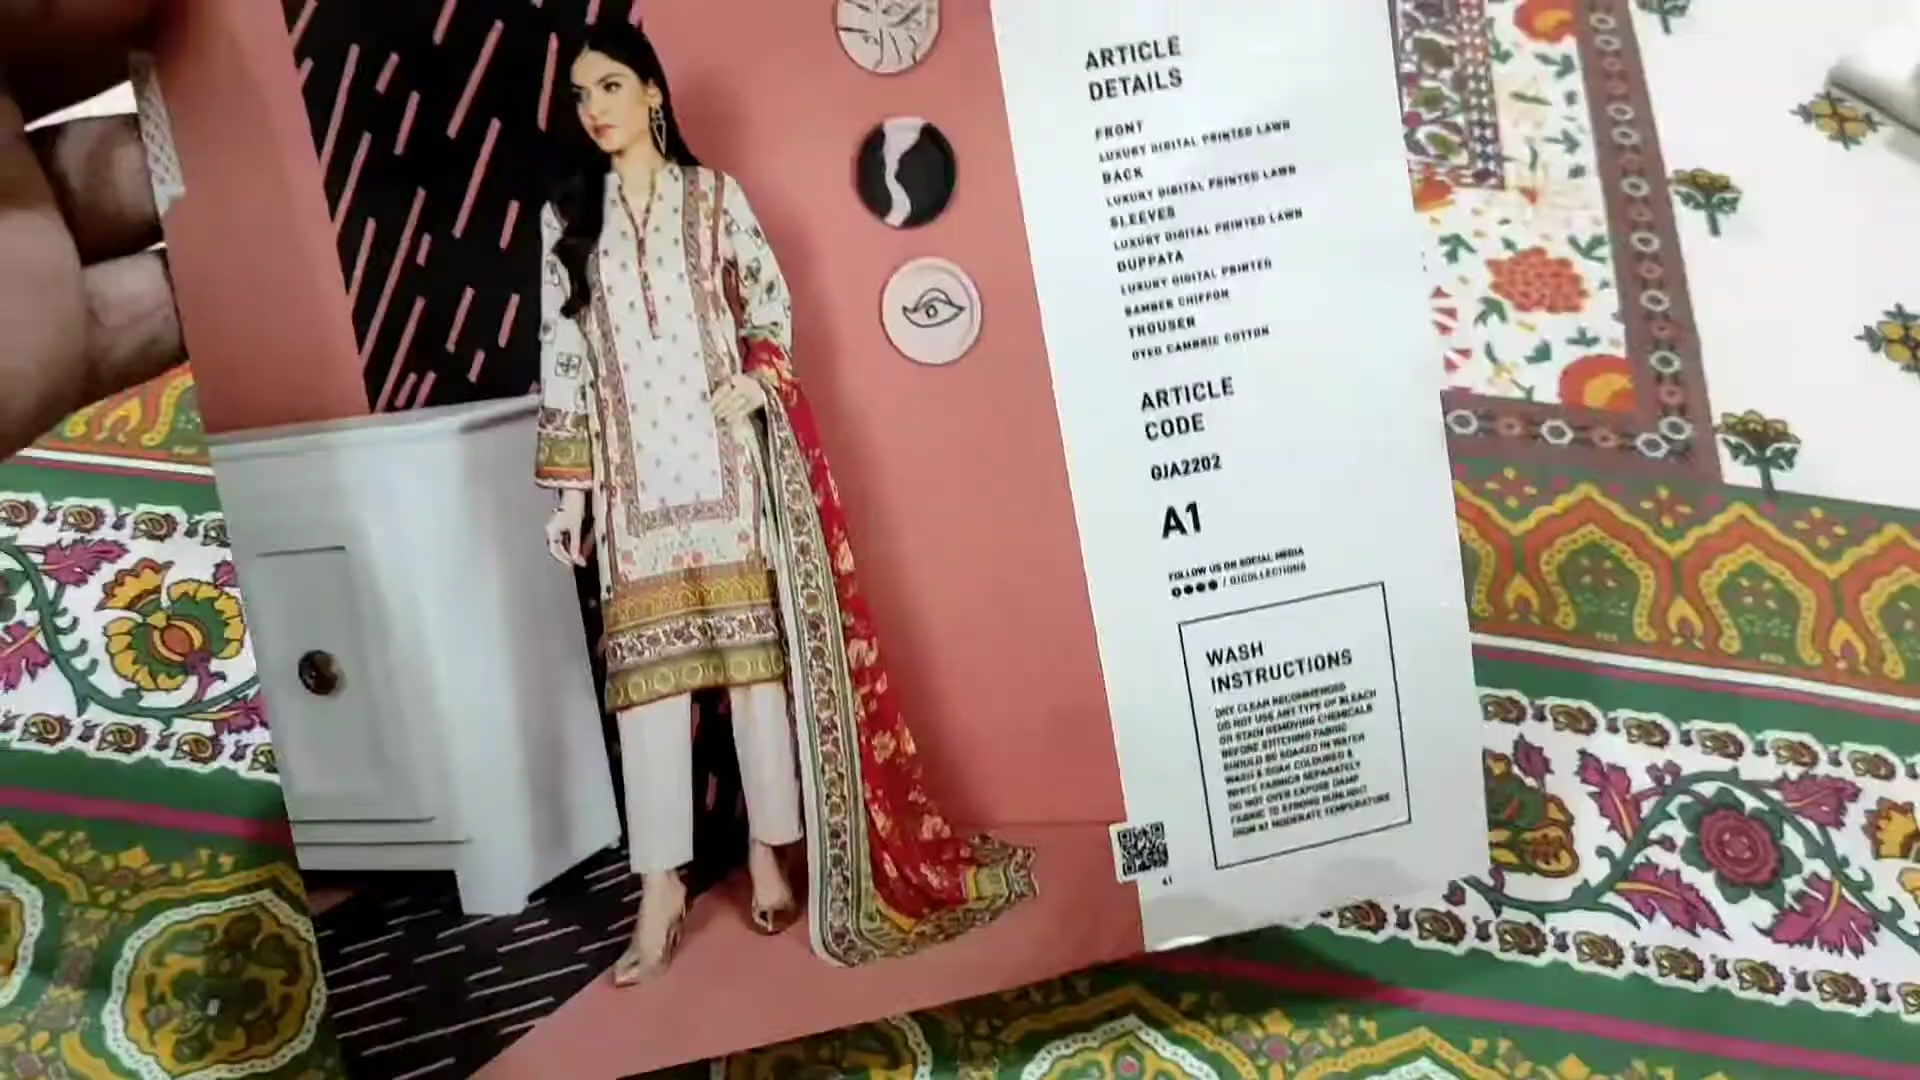 ARTICLE
DETAILS
FRONT
LUXURY DIGITAL PRINTED LAWN
BACK
LUXURY DIGITAL PRINTED LAWN
SLEEVES
LUXURY DIGITAL PRINTED LAWN
DUPPATA
LUXURY DIGITAL PRINTED
BAMBER CHIFFON
TROUSER
DYED CAMBRIC COTTON
ARTICLE
CODE
GJA2202
A1
FOLLOW US ON SOCIAL MEDIA
/ GJCOLLECTIONS
WASH
INSTRUCTIONS
DRY CLEAN RECOMMENDED
DO NOT USE ANY TYPE OF BLEACH
OR STAIN REMOVING CHEMICALS
BEFORE STITCHING FABRIC
SHOULD BE SOAKED IN WATER
WASH & SOAK COLOURED &
WHITE FABRICS SEPARATELY
DO NOT OVER EXPOSE DAMP
FABRIC TO STRONG SUNLIGHT
IRON AT MODERATE TEMPERATURE